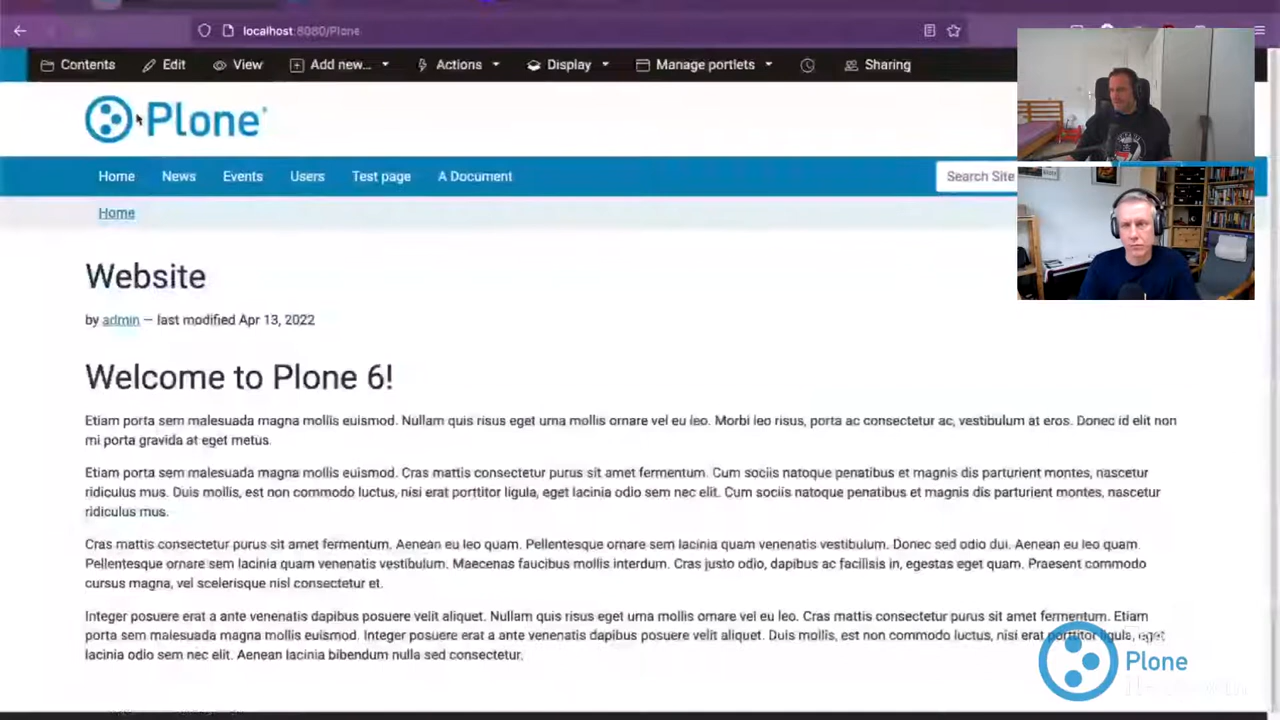 localhost:8080/Plone
Contents Edit View Add new... Actions Display Manage portlets Sharing
Plone
Home News Events Users Test page A Document Search Site
Home
Website
by admin — last modified Apr 13, 2022
Welcome to Plone 6!
Etiam porta sem malesuada magna mollis euismod. Nullam quis risus eget urna mollis ornare vel eu leo. Morbi leo risus, porta ac consectetur ac, vestibulum at eros. Donec id elit non
mi porta gravida at eget metus.
Etiam porta sem malesuada magna mollis euismod. Cras mattis consectetur purus sit amet fermentum. Cum sociis natoque penatibus et magnis dis parturient montes, nascetur
ridiculus mus. Duis mollis, est non commodo luctus, nisi erat porttitor ligula, eget lacinia odio sem nec elit. Cum sociis natoque penatibus et magnis dis parturient montes, nascetur
ridiculus mus.
Cras mattis consectetur purus sit amet fermentum. Aenean eu leo quam. Pellentesque ornare sem lacinia quam venenatis vestibulum. Donec sed odio dui. Aenean eu leo quam.
Pellentesque ornare sem lacinia quam venenatis vestibulum. Maecenas faucibus mollis interdum. Cras justo odio, dapibus ac facilisis in, egestas eget quam. Praesent commodo
cursus magna, vel scelerisque nisl consectetur et.
Integer posuere erat a ante venenatis dapibus posuere velit aliquet. Nullam quis risus eget urna mollis ornare vel eu leo. Cras mattis consectetur purus sit amet fermentum. Etiam
porta sem malesuada magna mollis euismod. Integer posuere erat a ante venenatis dapibus posuere velit aliquet. Duis mollis, est non commodo luctus, nisi erat porttitor ligula, eget
lacinia odio sem nec elit. Aenean lacinia bibendum nulla sed consectetur.
Plone